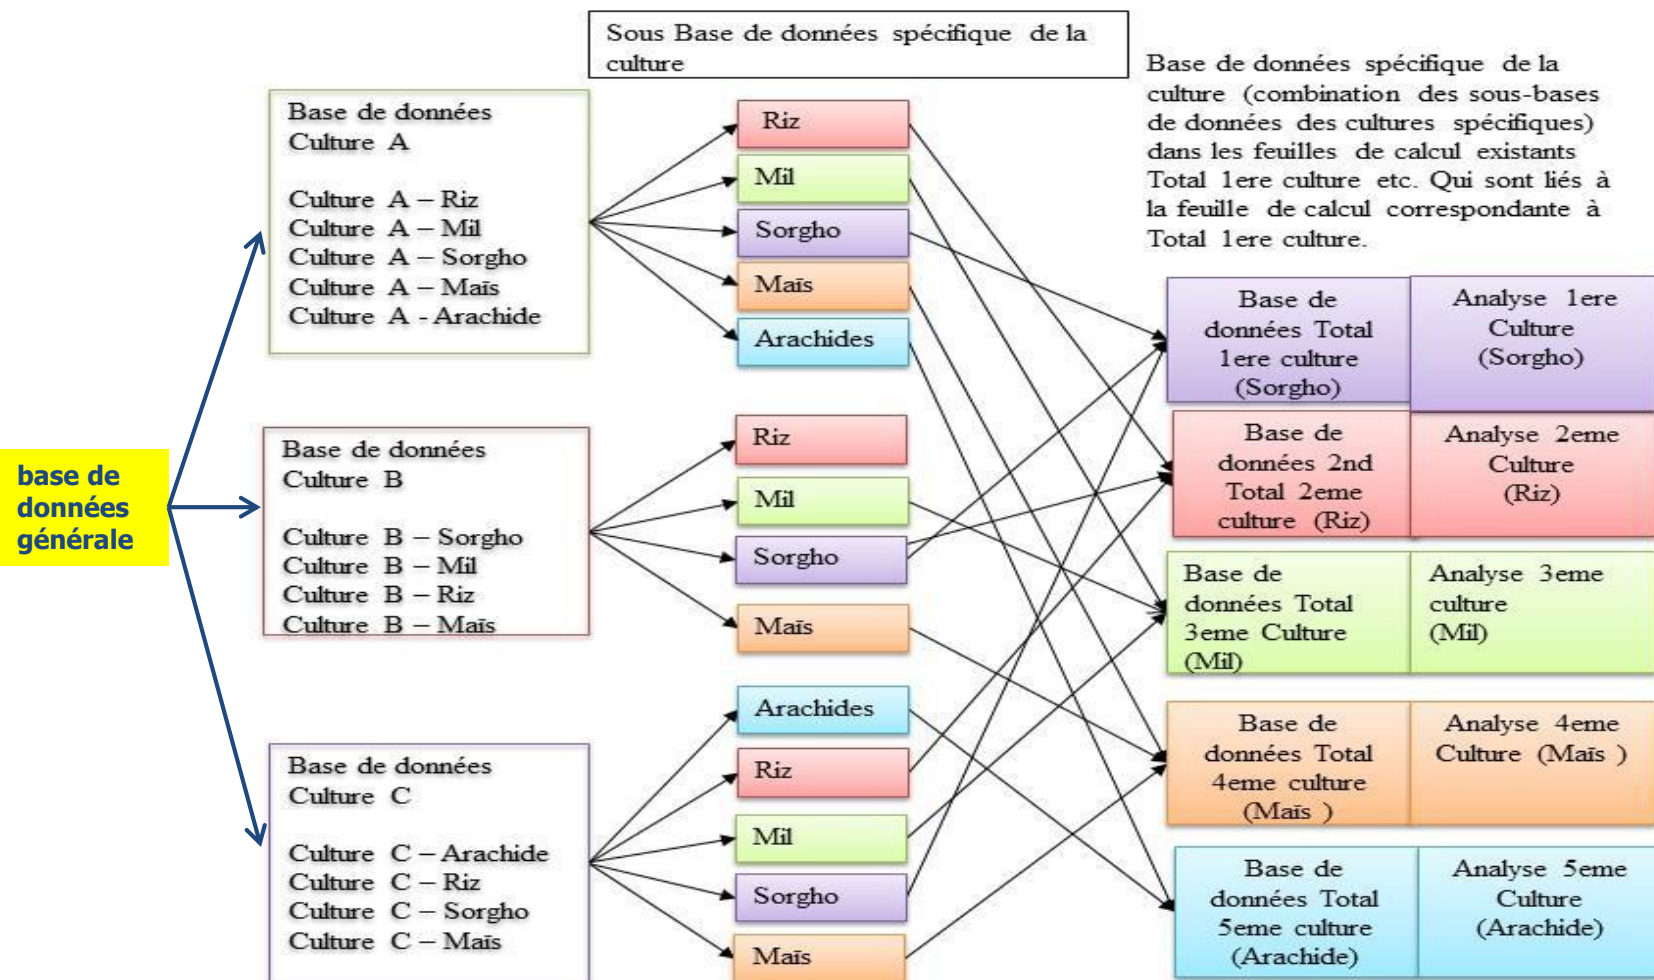 Sous Base de données spécifique de la
culture
Base de données spécifique de la
culture (combination des sous-bases
de données des cultures spécifiques)
dans les feuilles de calcul existants
Total 1ere culture etc. Qui sont liés à
la feuille de calcul correspondante à
Total 1ere culture.
base de
données
générale
Base de données
Culture A
Culture A – Riz
Culture A – Mil
Culture A – Sorgho
Culture A – Maïs
Culture A - Arachide
Riz
Mil
Sorgho
Maïs
Arachides
Base de données
Culture B
Culture B – Sorgho
Culture B – Mil
Culture B – Riz
Culture B – Maïs
Riz
Mil
Sorgho
Maïs
Base de données
Culture C
Culture C – Arachide
Culture C – Riz
Culture C – Sorgho
Culture C – Maïs
Arachides
Riz
Mil
Sorgho
Maïs
Base de
données Total
1ere culture
(Sorgho)
Analyse 1ere
Culture
(Sorgho)
Base de
données 2nd
Total 2eme
culture (Riz)
Analyse 2eme
Culture
(Riz)
Base de
données Total
3eme Culture
(Mil)
Analyse 3eme
culture
(Mil)
Base de
données Total
4eme culture
(Maïs )
Analyse 4eme
Culture (Maïs )
Base de
données Total
5eme culture
(Arachide)
Analyse 5eme
Culture
(Arachide)